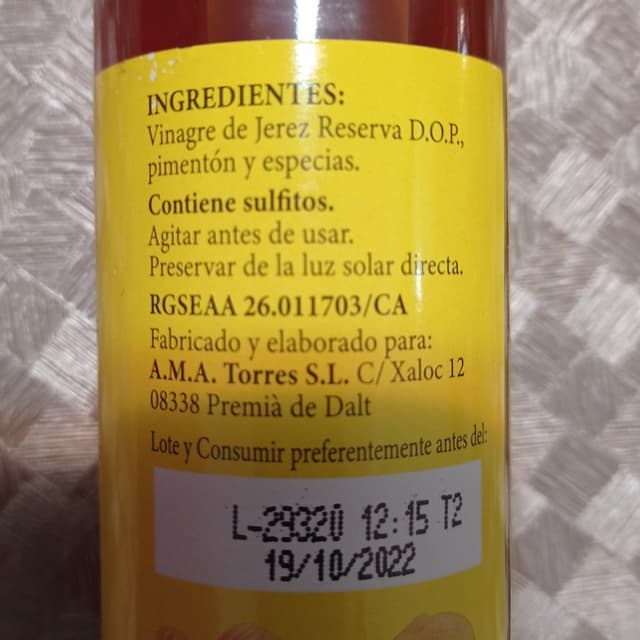 INGREDIENTES:
Vinagre de Jerez Reserva D.O.P.,
pimentón y especias.
Contiene sulfitos.
Agitar antes de usar.
Preservar de la luz solar directa.
RGSEAA 26.011703/CA
Fabricado y elaborado para:
A.M.A. Torres S.L. C/ Xaloc 12
08338 Premià de Dalt
Lote y Consumir preferentemente antes del:
L-29320 12:15 T2
19/10/2022